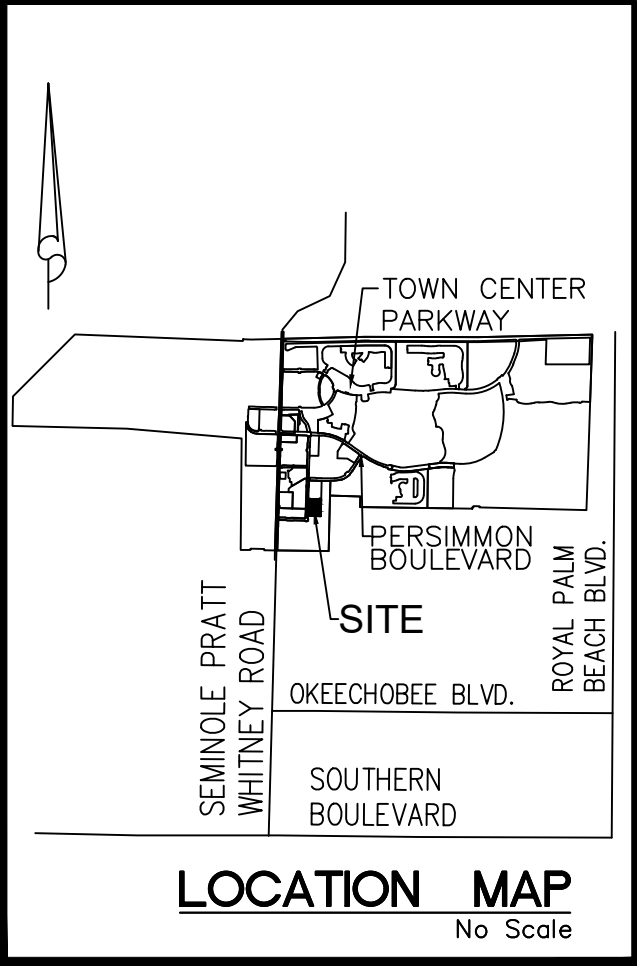 TOWN CENTER
PARKWAY
PERSIMMON
BOULEVARD
ROYAL PALM
BEACH BLVD.
SITE
SEMINOLE PRATT
WHITNEY ROAD
OKEECHOBEE BLVD.
SOUTHERN
BOULEVARD
LOCATION MAP
No Scale